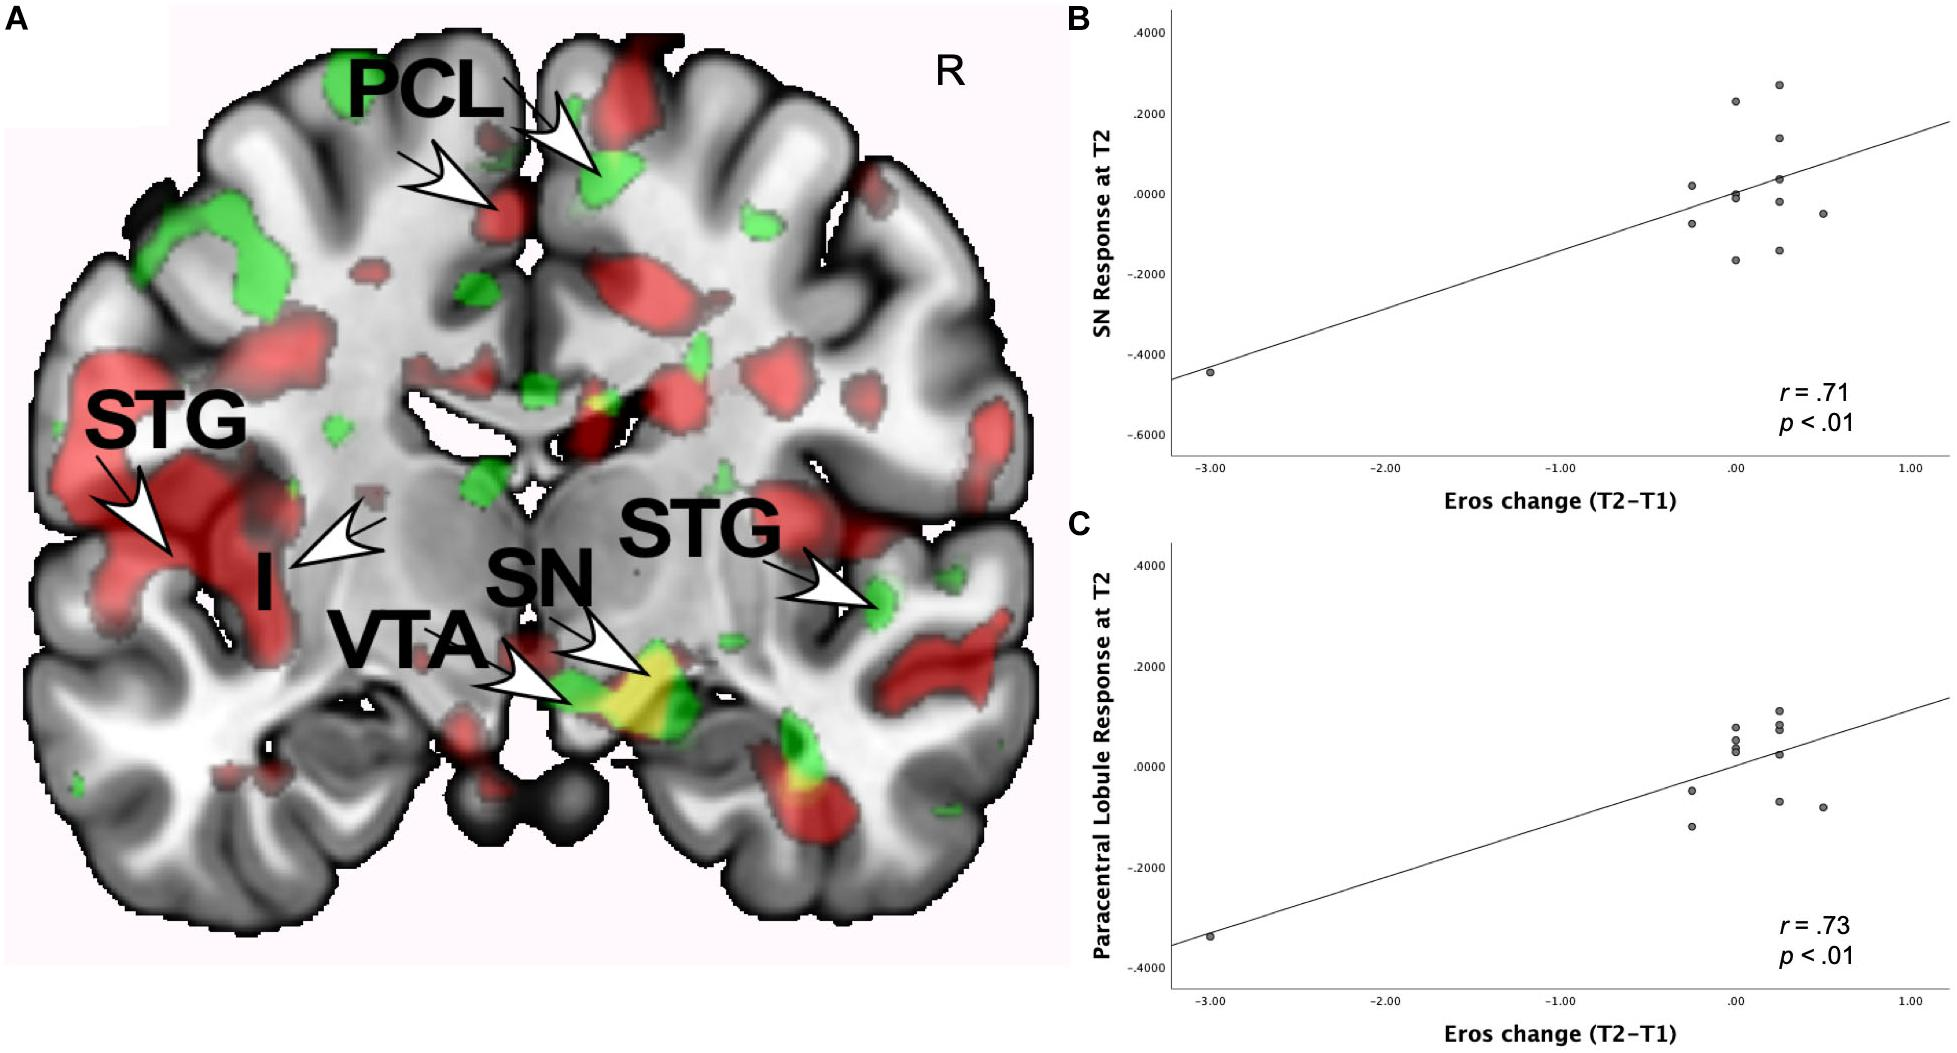 A
R
PCL
STG
STG
I
SN
VTA
B
.4000
.2000
.0000
-.2000
-.4000
-.6000
SN Response at T2
r = .71
p < .01
-3.00 -2.00 -1.00 .00 1.00
Eros change (T2-T1)
C
.4000
.2000
.0000
-.2000
-.4000
Paracentral Lobule Response at T2
r = .73
p < .01
-3.00 -2.00 -1.00 .00 1.00
Eros change (T2-T1)